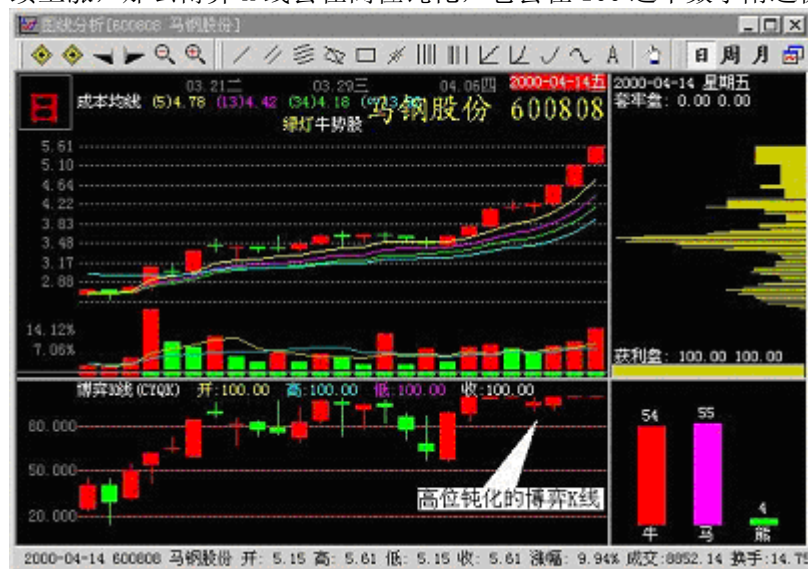 图线分析[600808 马钢股份]
A 日 周 月
03.21二 03.29三 04.06四 2000-04-14五
日 成本均线 (5)4.78 (13)4.42 (34)4.18
马钢股份 600808
绿灯牛势股
5.61
5.10
4.64
4.22
3.83
3.48
3.17
2.88
14.12%
7.06%
2000-04-14 星期五
套牢盘: 0.00 0.00
获利盘: 100.00 100.00
博弈K线(CYQK) 开:100.00 高:100.00 低:100.00 收:100.00
80.000
50.000
20.000
高位钝化的博弈K线
54 55 4
牛 马 熊
2000-04-14 600808 马钢股份 开: 5.15 高: 5.61 低: 5.15 收: 5.61 涨幅: 9.94% 成交:8852.14 换手:14.7